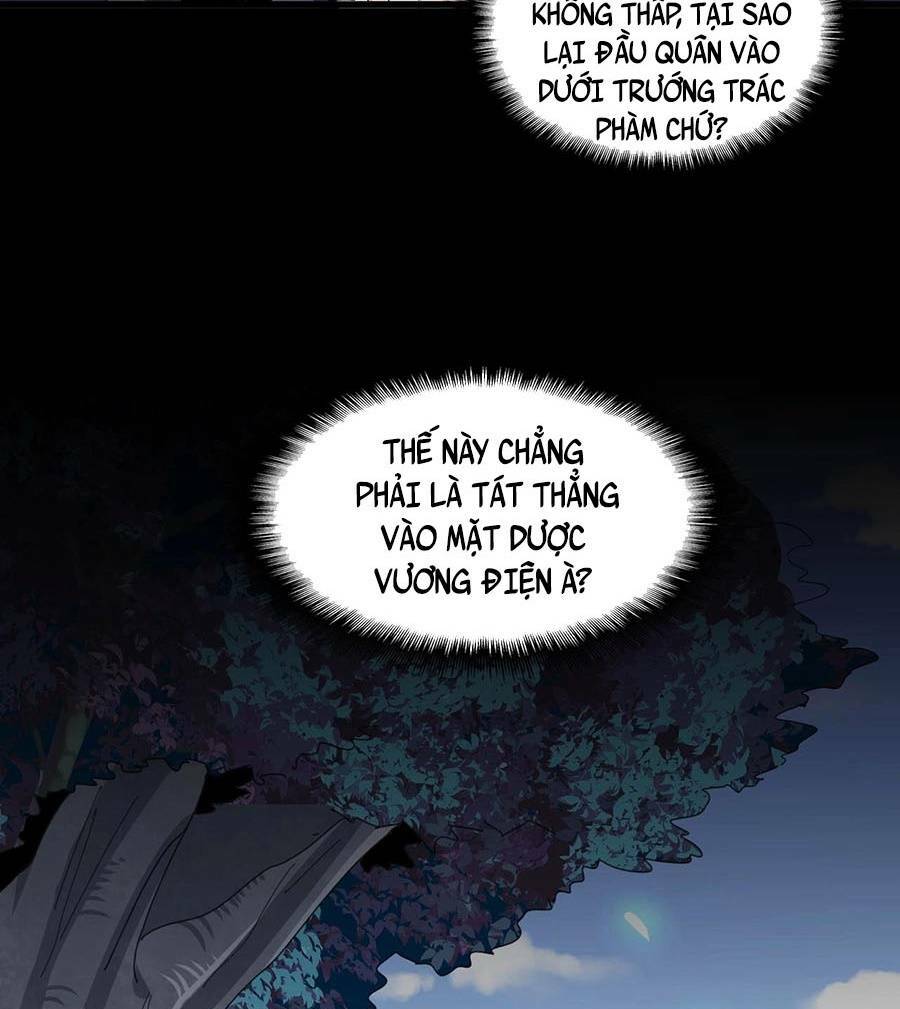 KHÔNG THẤP, TẠI SAO
LẠI ĐẦU QUÂN VÀO
DƯỚI TRƯỚNG TRÁC
PHÀM CHỨ?
THẾ NÀY CHẲNG
PHẢI LÀ TÁT THẲNG
VÀO MẶT DƯỢC
VƯƠNG ĐIỆN À?